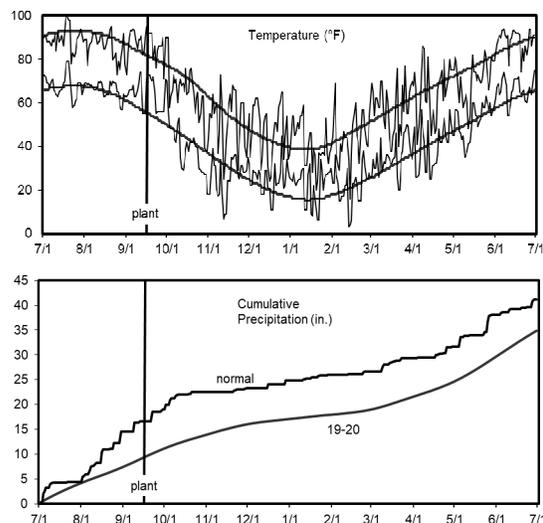 Temperature (°F)
100
80
60
40
20
0
plant
7/1 8/1 9/1 10/1 11/1 12/1 1/1 2/1 3/1 4/1 5/1 6/1 7/1
Cumulative
Precipitation (in.)
45
40
35
30
25
20
15
10
5
0
normal
19-20
plant
7/1 8/1 9/1 10/1 11/1 12/1 1/1 2/1 3/1 4/1 5/1 6/1 7/1